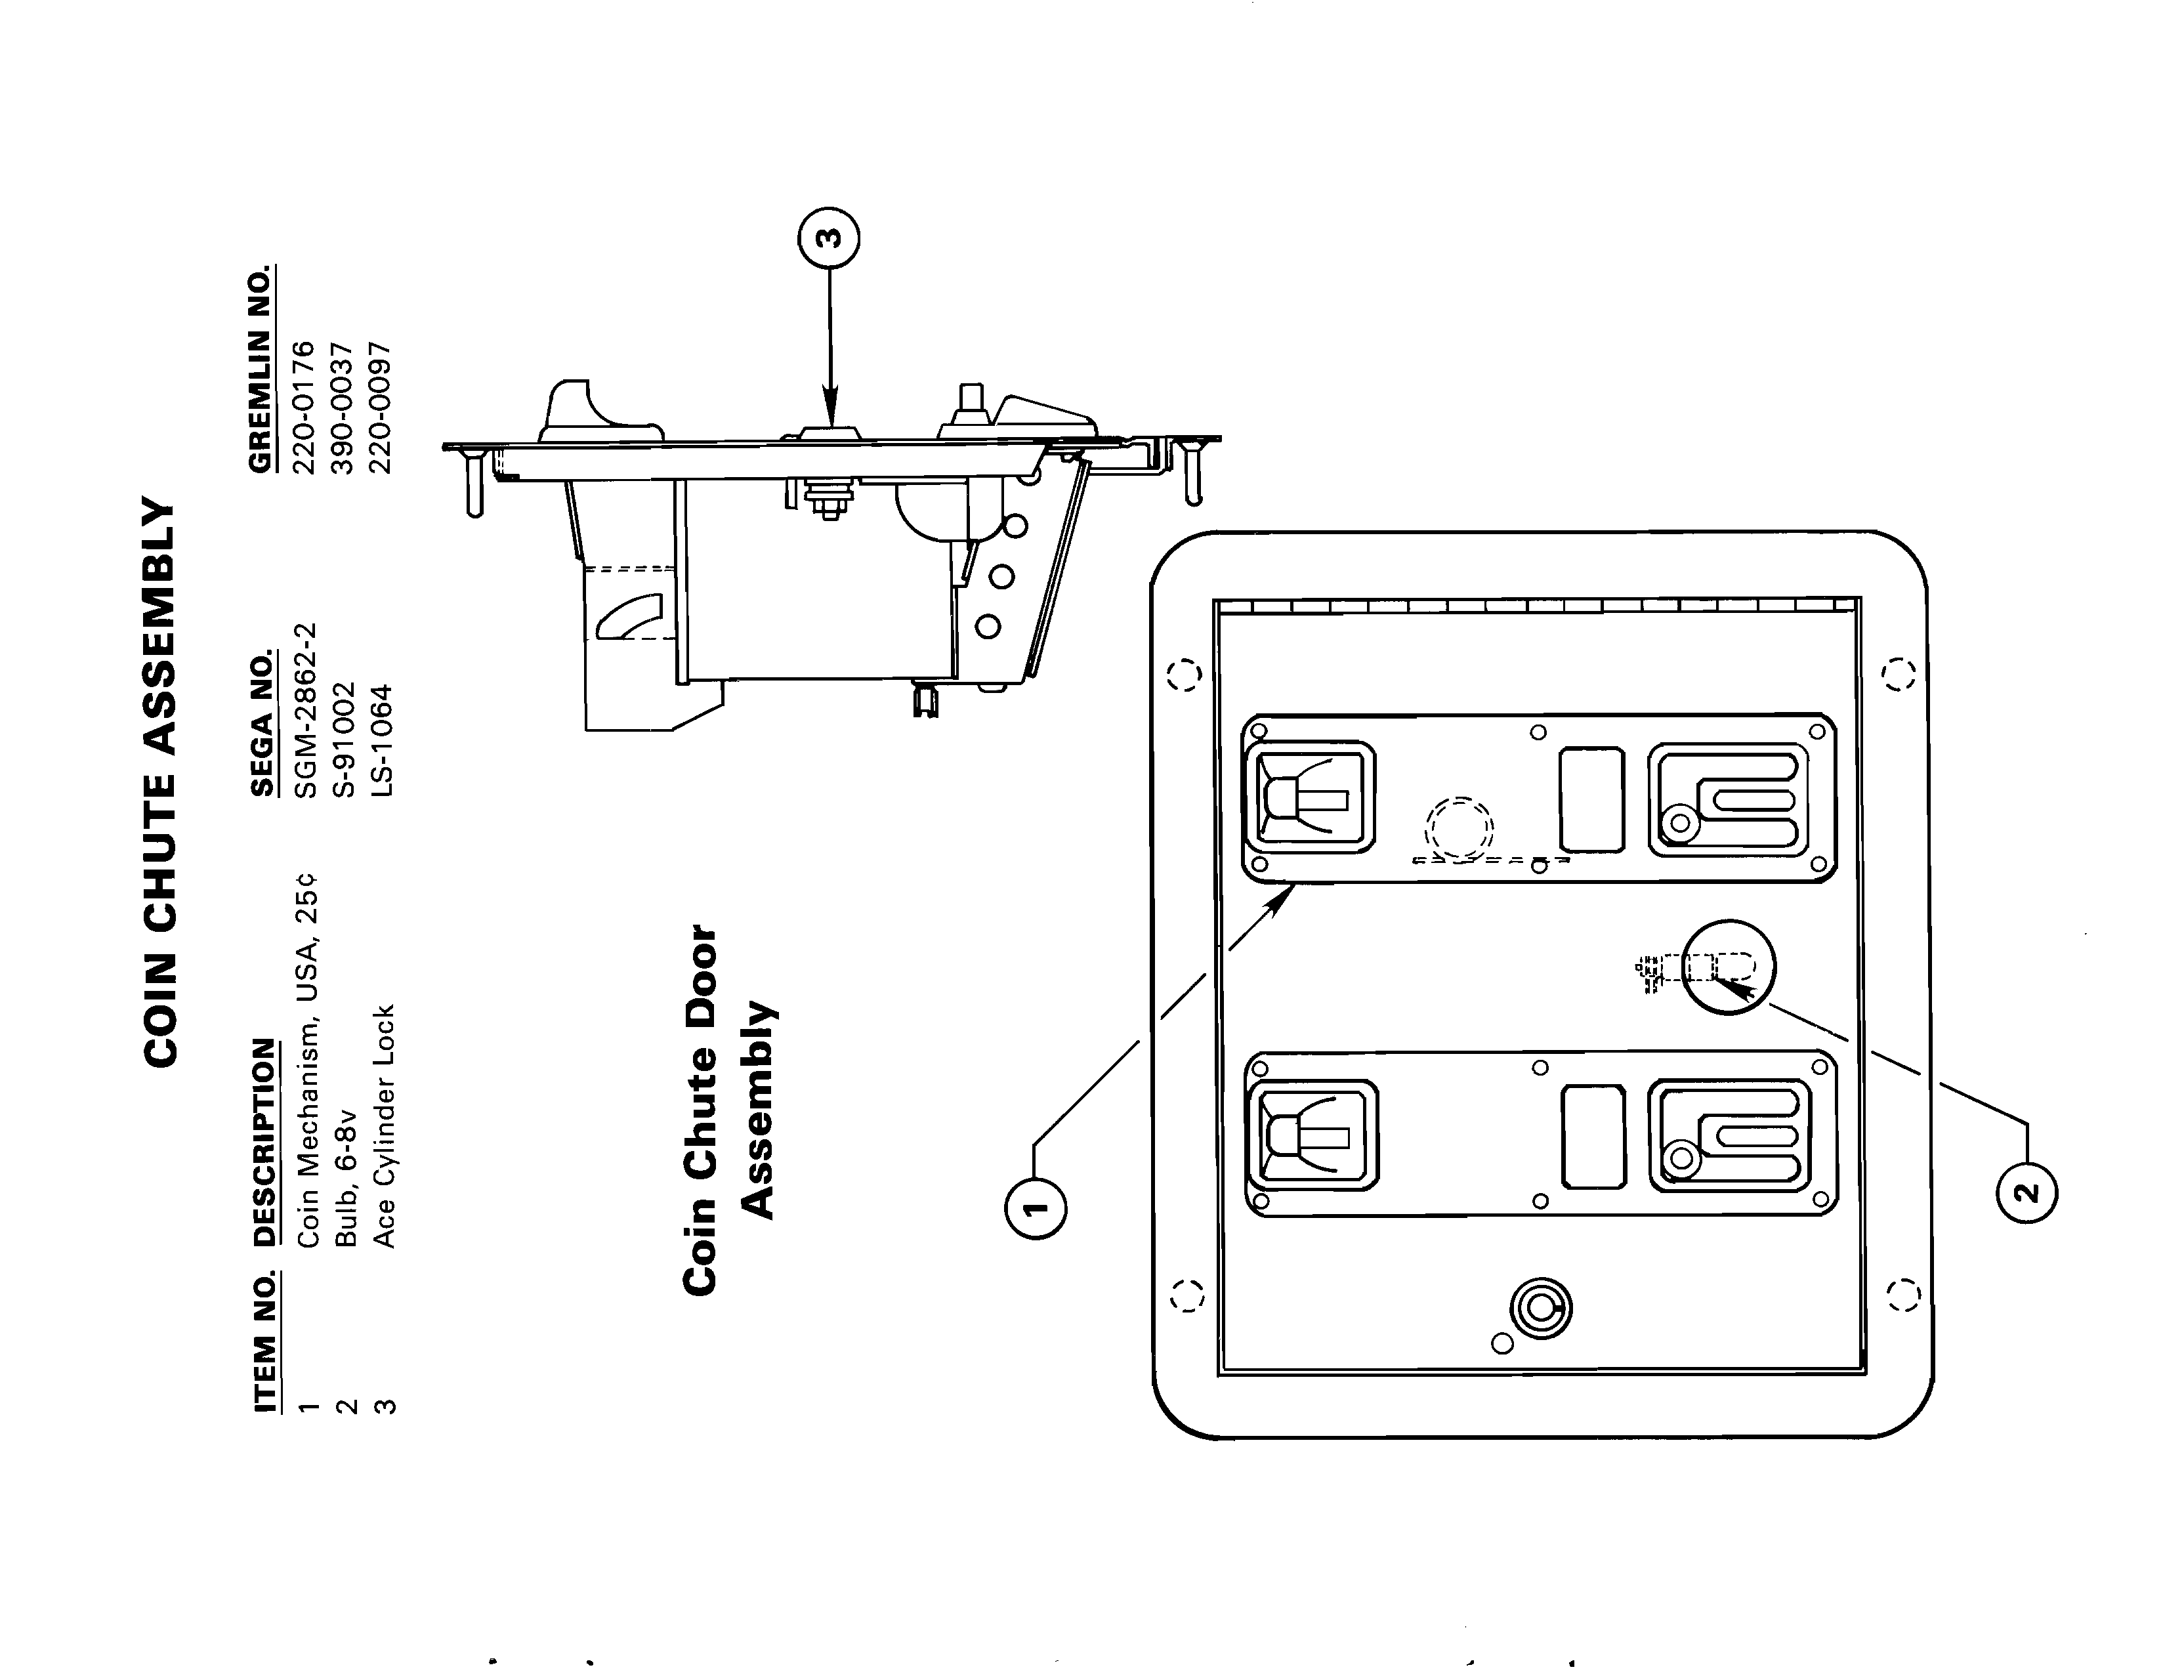 COIN CHUTE ASSEMBLY
ITEM NO. DESCRIPTION SEGA NO. GREMLIN NO.
1 Coin Mechanism, USA, 25¢ SGM-2862-2 220-0176
2 Bulb, 6-8v S-91002 390-0037
3 Ace Cylinder Lock LS-1064 220-0097
Coin Chute Door
Assembly
3
1
2